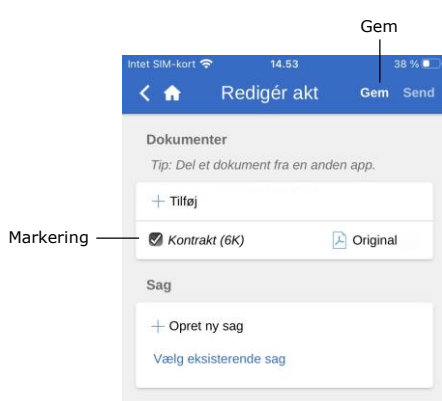 Gem
Intet SIM-kort 14.53 38 %
Redigér akt Gem Send
Dokumenter
Tip: Del et dokument fra en anden app.
+ Tilføj
Markering
Kontrakt (6K) Original
Sag
+ Opret ny sag
Vælg eksisterende sag